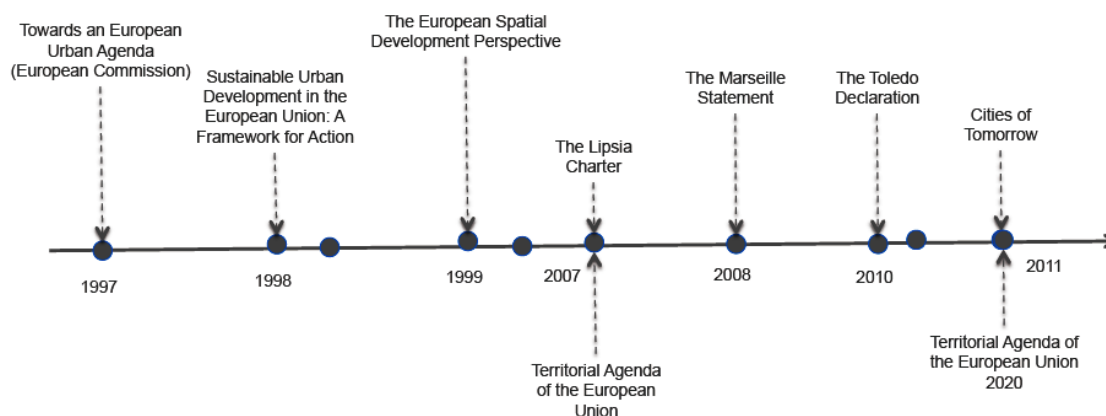 Towards an European
Urban Agenda
(European Commission)
Sustainable Urban
Development in the
European Union: A
Framework for Action
The European Spatial
Development Perspective
The Lipsia
Charter
The Marseille
Statement
The Toledo
Declaration
Cities of
Tomorrow
1997
1998
1999
2007
2008
2010
2011
Territorial Agenda
of the European
Union
Territorial Agenda of
the European Union
2020